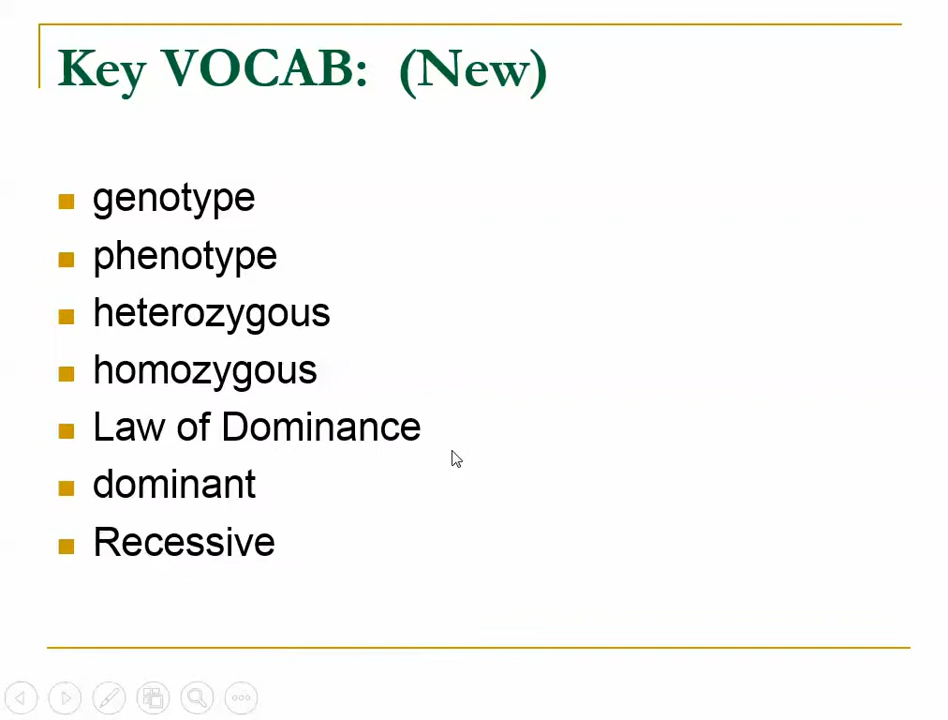 Key VOCAB: (New)
genotype
phenotype
heterozygous
homozygous
Law of Dominance
dominant
Recessive